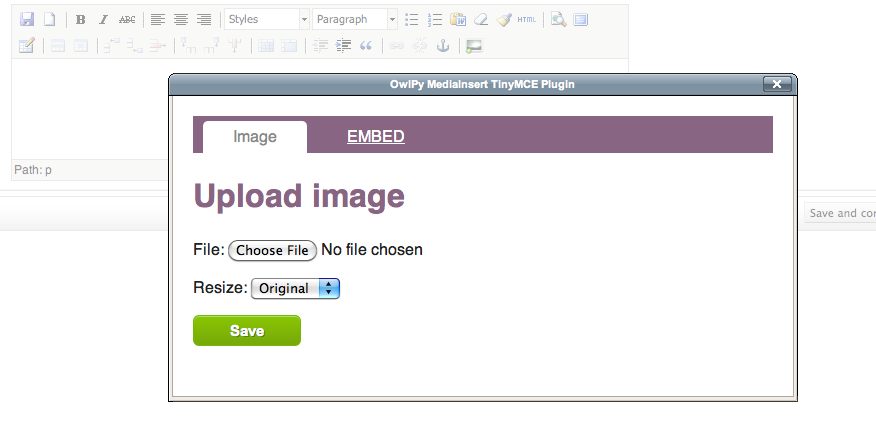 B I ABC Styles Paragraph HTML
OwlPy MediaInsert TinyMCE Plugin
Image EMBED
Path: p
Upload image
Save and cor
File: Choose File No file chosen
Resize: Original
Save